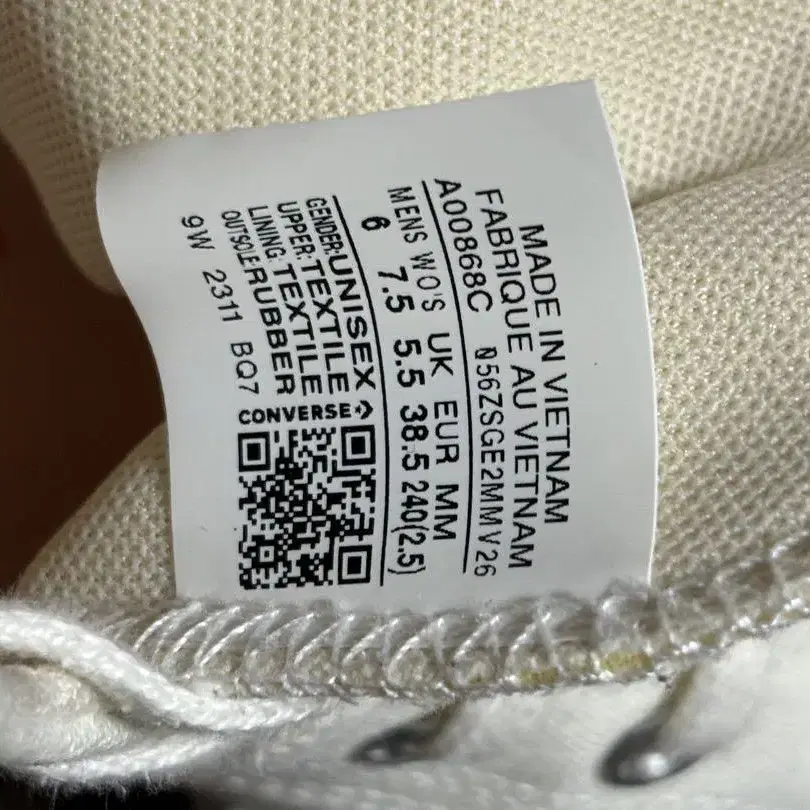 MADE IN VIETNAM
FABRIQUE AU VIETNAM
A00868C 056ZSGE2MM V26
MENS WO'S UK EUR MM
6 7.5 5.5 38.5 240(2.5)
GENDER:UNISEX
UPPER:TEXTILE
LINING:TEXTILE
OUTSOLE:RUBBER
9W 2311 BQ7
CONVERSE